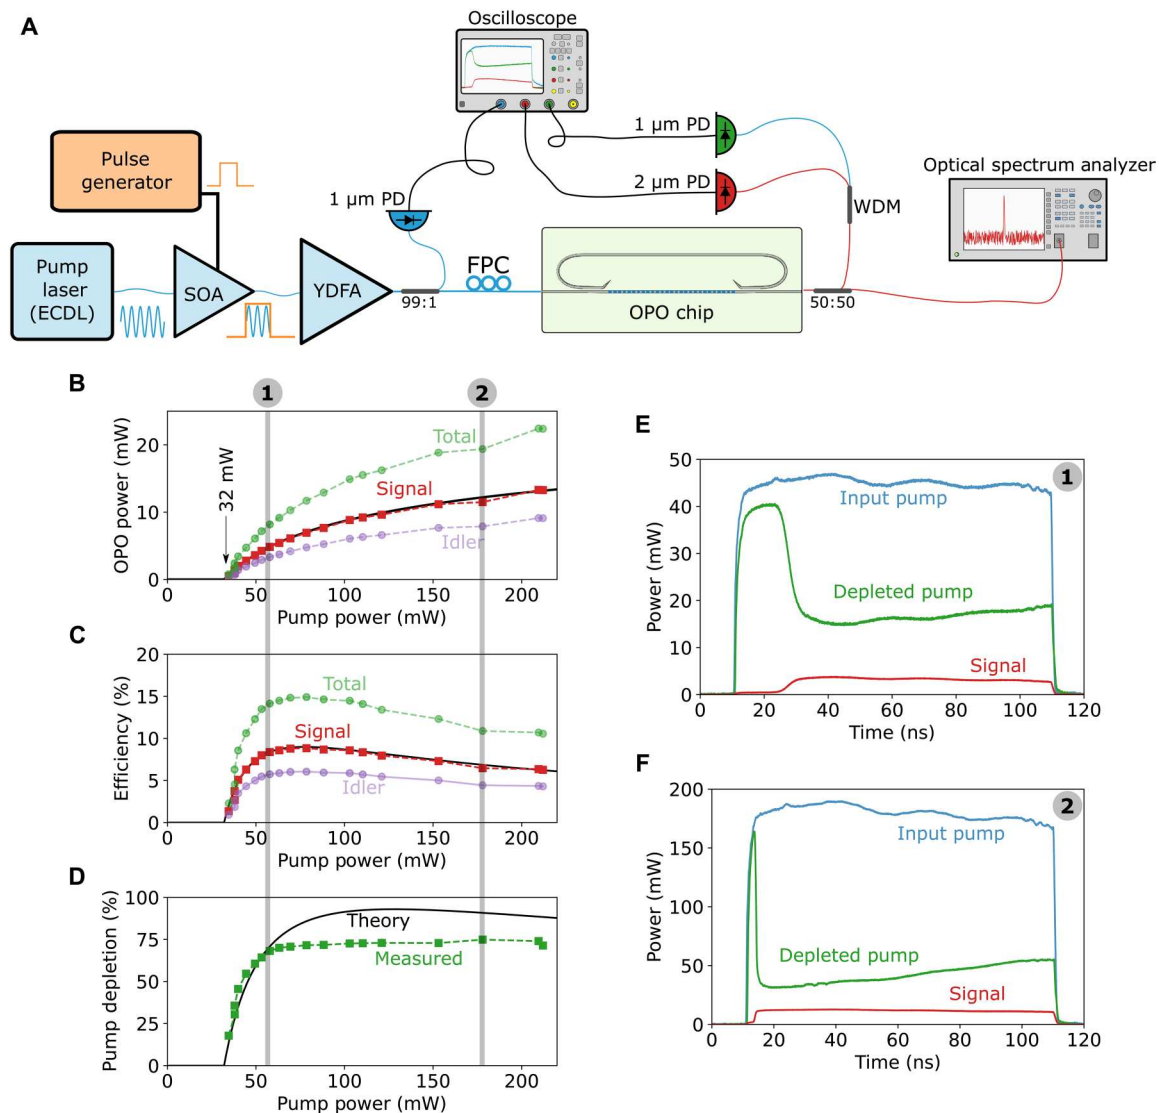 A
Oscilloscope
Pulse
generator
1 µm PD
1 µm PD
2 µm PD
Optical spectrum analyzer
WDM
Pump
laser
(ECDL)
SOA
YDFA
99:1
FPC
OPO chip
50:50
B
1
2
OPO power (mW)
20
10
0
32 mW
Total
Signal
Idler
0
50
100
150
200
Pump power (mW)
C
Efficiency (%)
20
15
10
5
0
Total
Signal
Idler
0
50
100
150
200
Pump power (mW)
D
Pump depletion (%)
100
75
50
25
0
Theory
Measured
0
50
100
150
200
Pump power (mW)
E
1
Power (mW)
50
40
30
20
10
0
Input pump
Depleted pump
Signal
0
20
40
60
80
100
120
Time (ns)
F
2
Power (mW)
200
150
100
50
0
Input pump
Depleted pump
Signal
0
20
40
60
80
100
120
Time (ns)